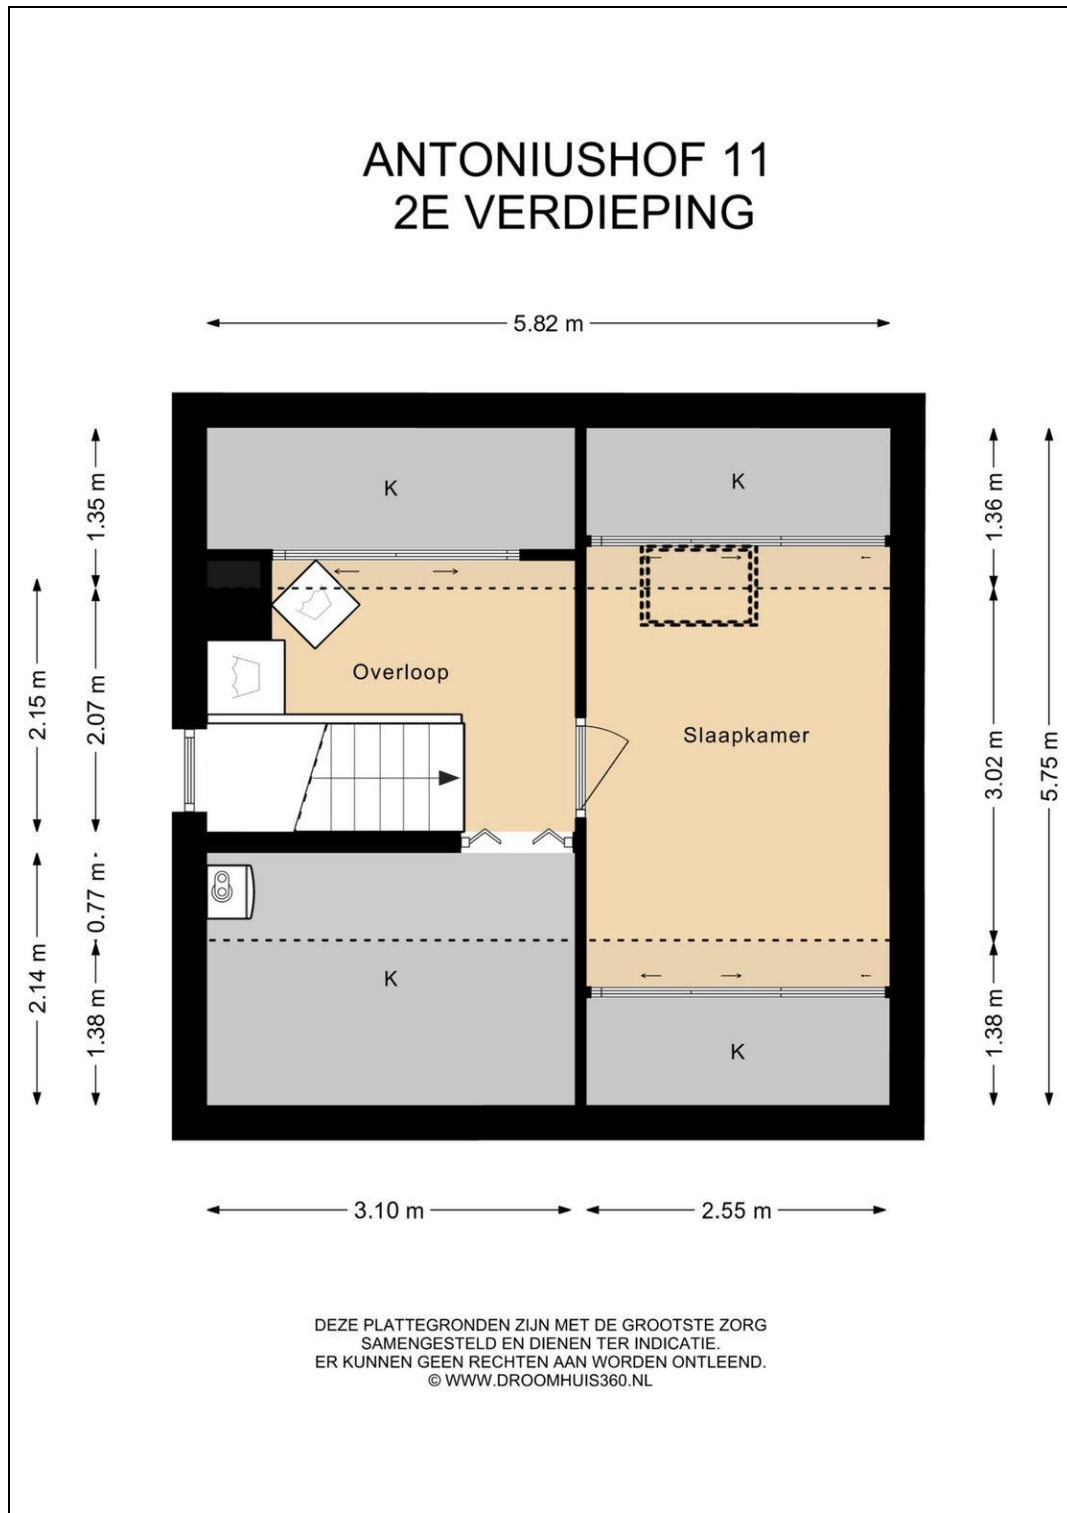 ANTONIUSHOF 11
2E VERDIEPING
5.82 m
K
K
1.35 m
1.36 m
Overloop
2.15 m
2.07 m
Slaapkamer
3.02 m
5.75 m
0.77 m
2.14 m
K
1.38 m
1.38 m
K
3.10 m
2.55 m
DEZE PLATTEGRONDEN ZIJN MET DE GROOTSTE ZORG
SAMENGESTELD EN DIENEN TER INDICATIE.
ER KUNNEN GEEN RECHTEN AAN WORDEN ONTLEEND.
© WWW.DROOMHUIS360.NL